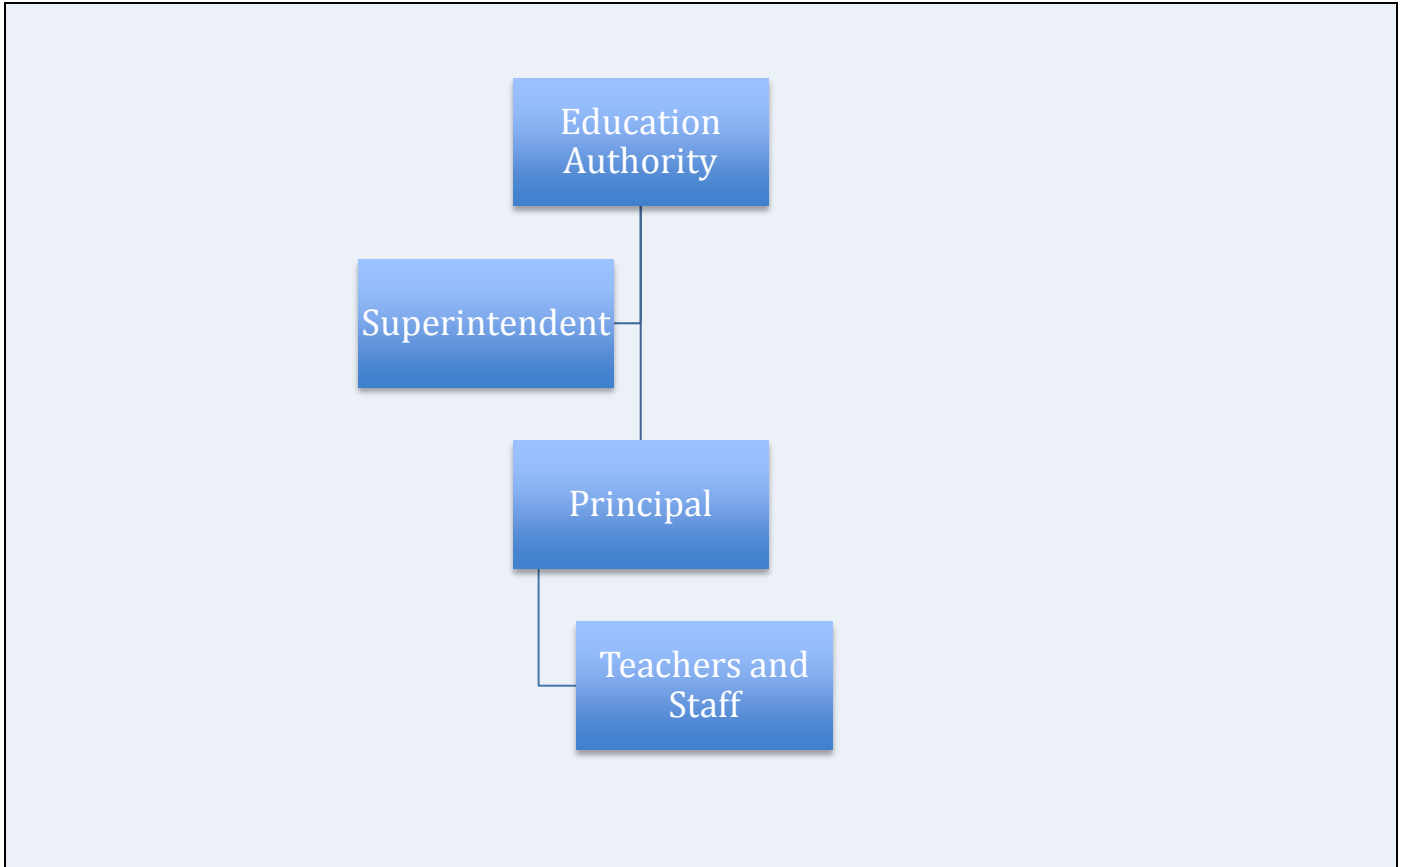 Education
Authority
Superintendent
Principal
Teachers and
Staff